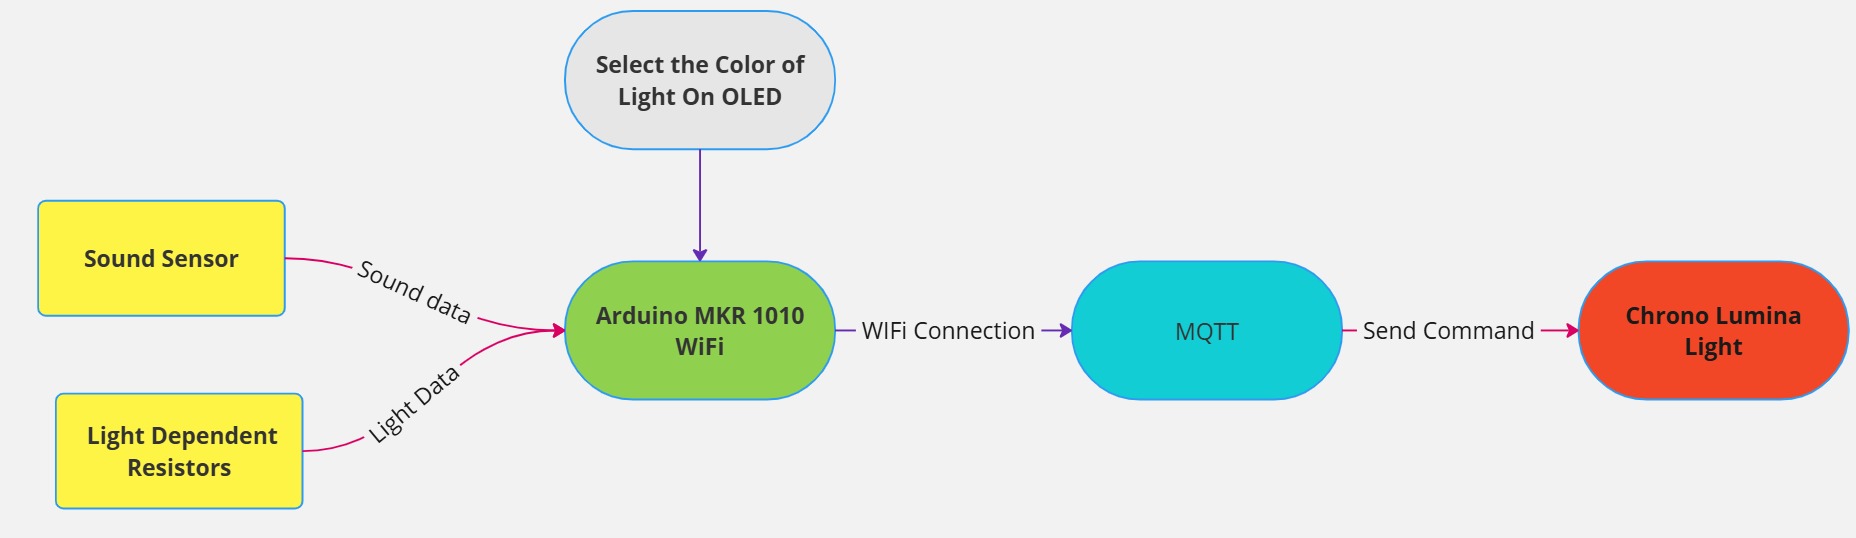 Select the Color of
Light On OLED
Sound Sensor
Sound data
Light Dependent
Resistors
Light Data
Arduino MKR 1010
WiFi
WIFi Connection
MQTT
Send Command
Chrono Lumina
Light